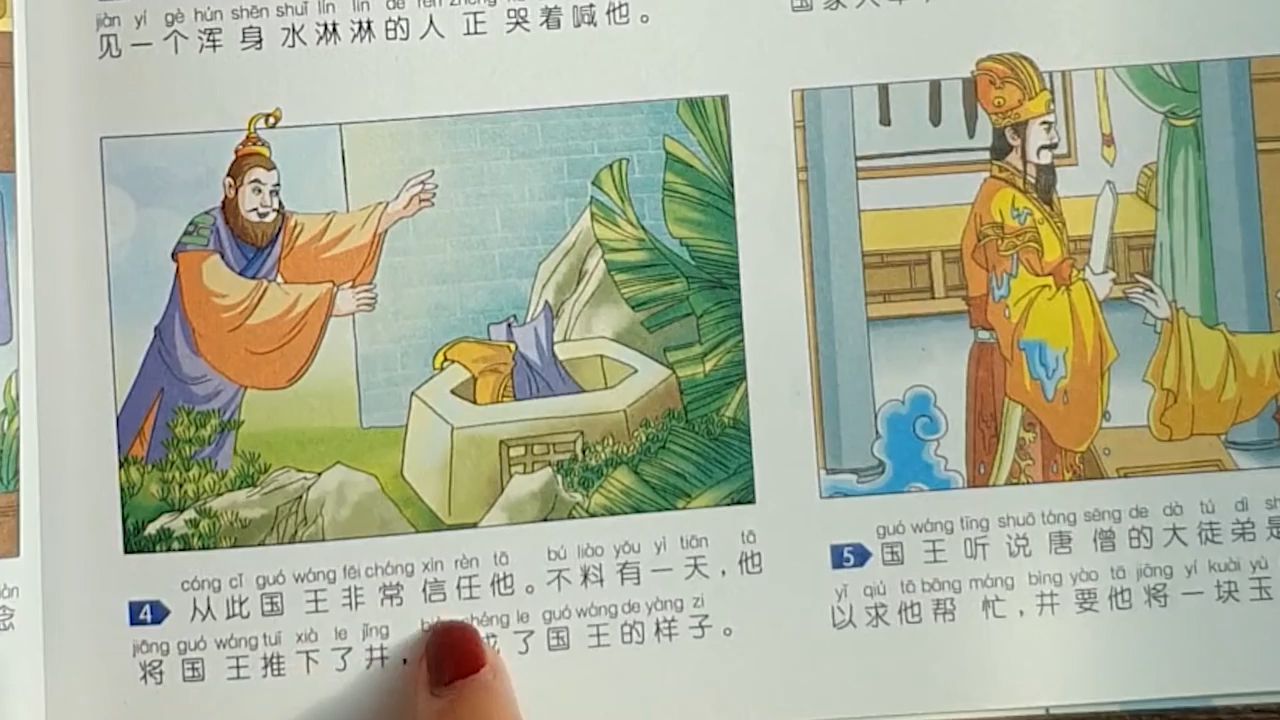 jiàn yí gè hún shēn shuǐ lín lín de rén
见一个浑身水淋淋的人正哭着喊他。
cóng cǐ guó wáng fēi cháng xìn rèn tā bú liào yǒu yì tiān tā
4 从此国王非常信任他。不料有一天，他
jiāng guó wáng tuī xià le jǐng chéng le guó wáng de yàng zi
将国王推下了井，了国王的样子。
guó wáng tīng shuō táng sēng de dà tú dì
5 国王听说唐僧的大徒弟是
yǐ qiú tā bāng máng bìng yào tā jiāng yí kuài yù
以求他帮忙，并要他将一块玉